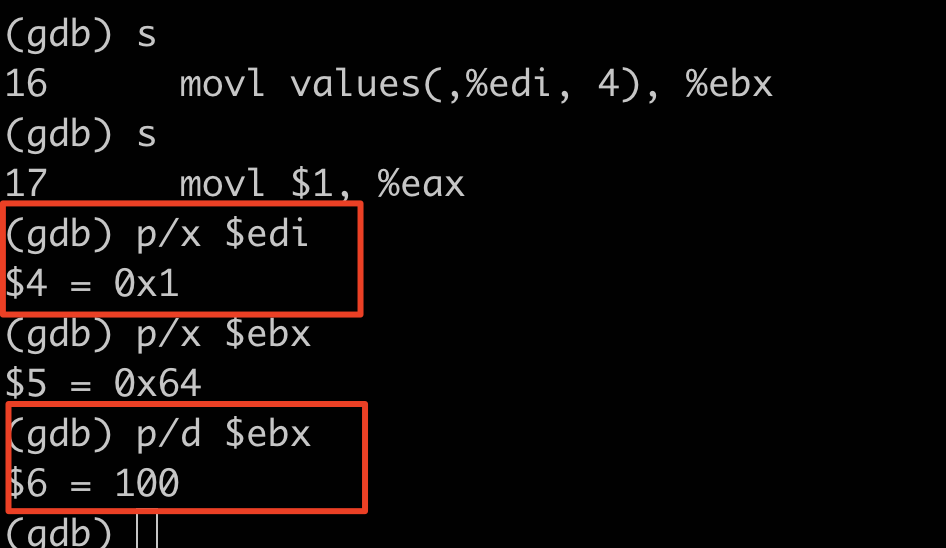 (gdb) s
16      movl values(,%edi, 4), %ebx
(gdb) s
17      movl $1, %eax
(gdb) p/x $edi
$4 = 0x1
(gdb) p/x $ebx
$5 = 0x64
(gdb) p/d $ebx
$6 = 100
(gdb)